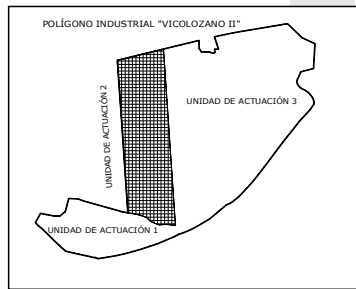 POLÍGONO INDUSTRIAL "VICOLOZANO II"
UNIDAD DE ACTUACIÓN 2
UNIDAD DE ACTUACIÓN 3
UNIDAD DE ACTUACIÓN 1